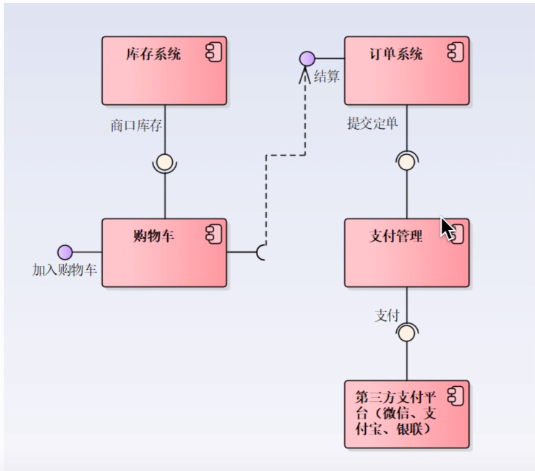 库存系统
订单系统
结算
商口库存
提交定单
购物车
支付管理
加入购物车
支付
第三方支付平
台（微信、支
付宝、银联）